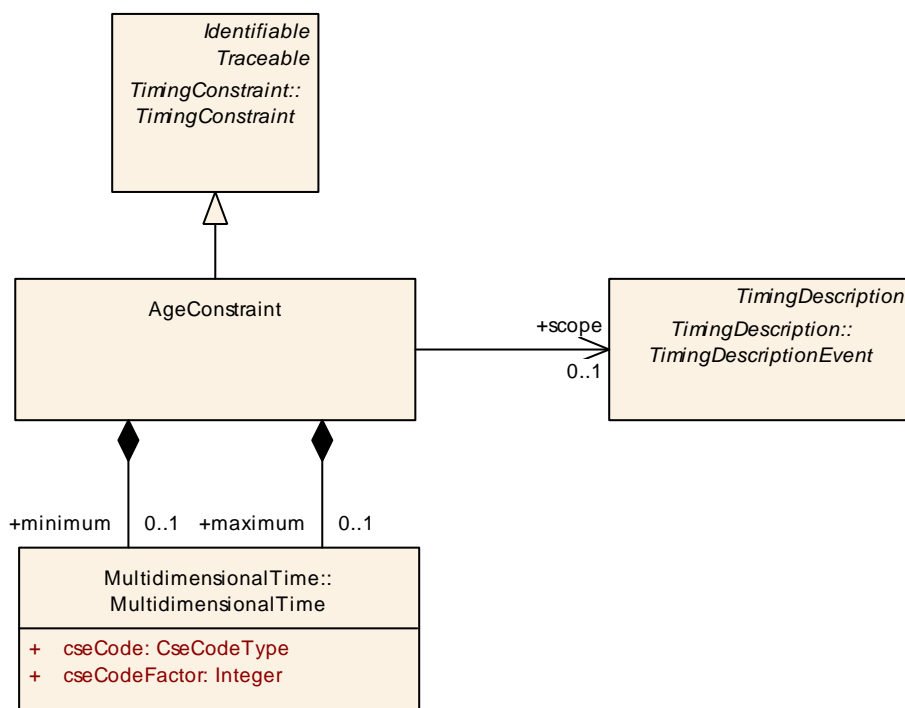 Identifiable
Traceable
TimingConstraint::
TimingConstraint
AgeConstraint
TimingDescription
TimingDescription::
TimingDescriptionEvent
+scope
0..1
+minimum 0..1 +maximum 0..1
MultidimensionalTime::
MultidimensionalTime
+ cseCode: CseCodeType
+ cseCodeFactor: Integer